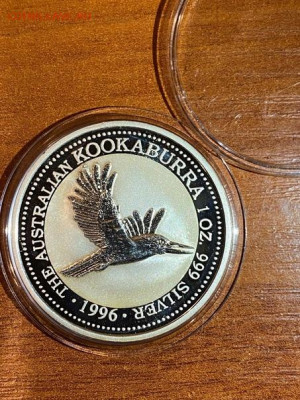 · THE AUSTRALIAN KOOKABURRA 1 OZ. 999 SILVER ·
1996